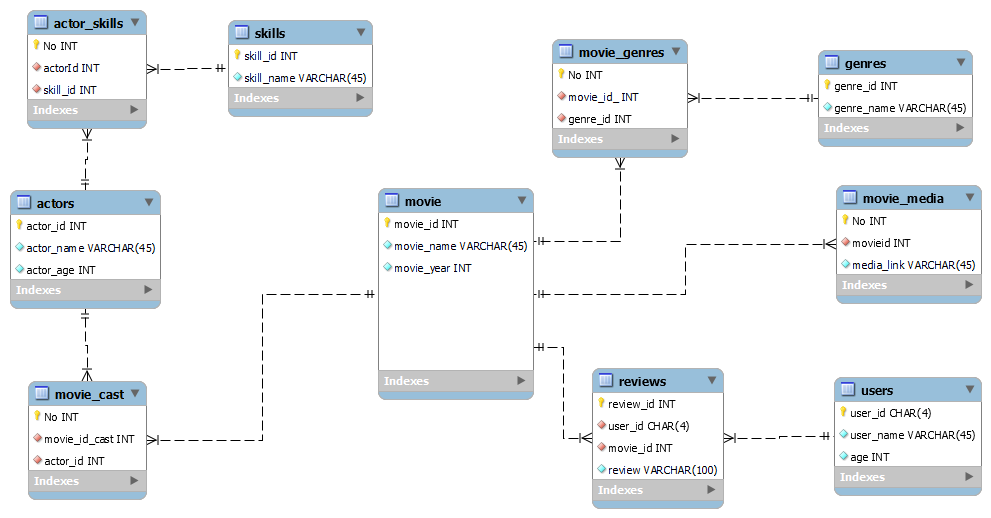 actor_skills
No INT
actorId INT
skill_id INT
Indexes
skills
skill_id INT
skill_name VARCHAR(45)
Indexes
movie_genres
No INT
movie_id_ INT
genre_id INT
Indexes
genres
genre_id INT
genre_name VARCHAR(45)
Indexes
actors
actor_id INT
actor_name VARCHAR(45)
actor_age INT
Indexes
movie
movie_id INT
movie_name VARCHAR(45)
movie_year INT
Indexes
movie_media
No INT
movieid INT
media_link VARCHAR(45)
Indexes
movie_cast
No INT
movie_id_cast INT
actor_id INT
Indexes
reviews
review_id INT
user_id CHAR(4)
movie_id INT
review VARCHAR(100)
Indexes
users
user_id CHAR(4)
user_name VARCHAR(45)
age INT
Indexes